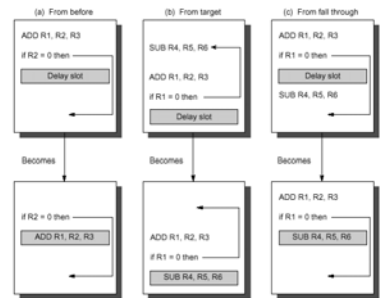 (a) From before
ADD R1, R2, R3
if R2 = 0 then
Delay slot
Becomes
if R2 = 0 then
ADD R1, R2, R3
(b) From target
SUB R4, R5, R6
ADD R1, R2, R3
if R1 = 0 then
Delay slot
Becomes
ADD R1, R2, R3
if R1 = 0 then
SUB R4, R5, R6
(c) From fall through
ADD R1, R2, R3
if R1 = 0 then
Delay slot
SUB R4, R5, R6
Becomes
ADD R1, R2, R3
if R1 = 0 then
SUB R4, R5, R6